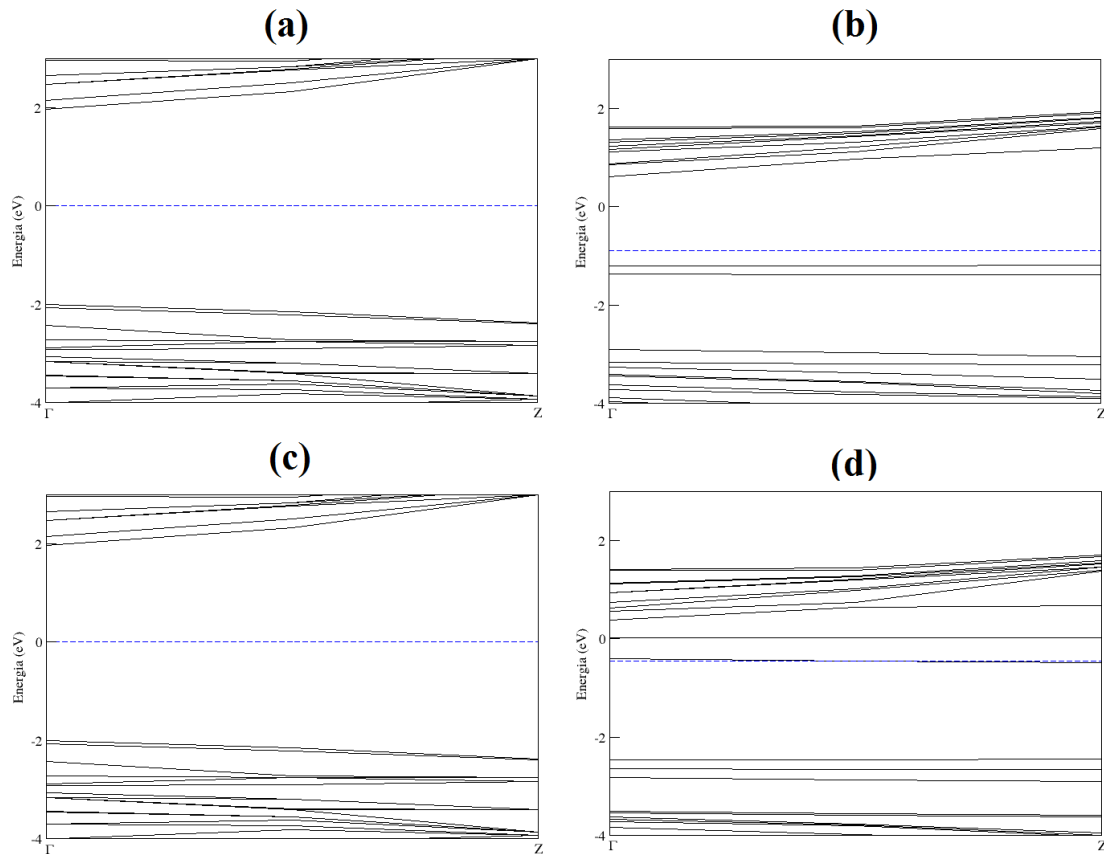 (a)
Energia (eV)
2
0
-2
-4
Γ
Z
(b)
Energia (eV)
2
0
-2
-4
Γ
Z
(c)
Energia (eV)
2
0
-2
-4
Γ
Z
(d)
Energia (eV)
2
0
-2
-4
Γ
Z